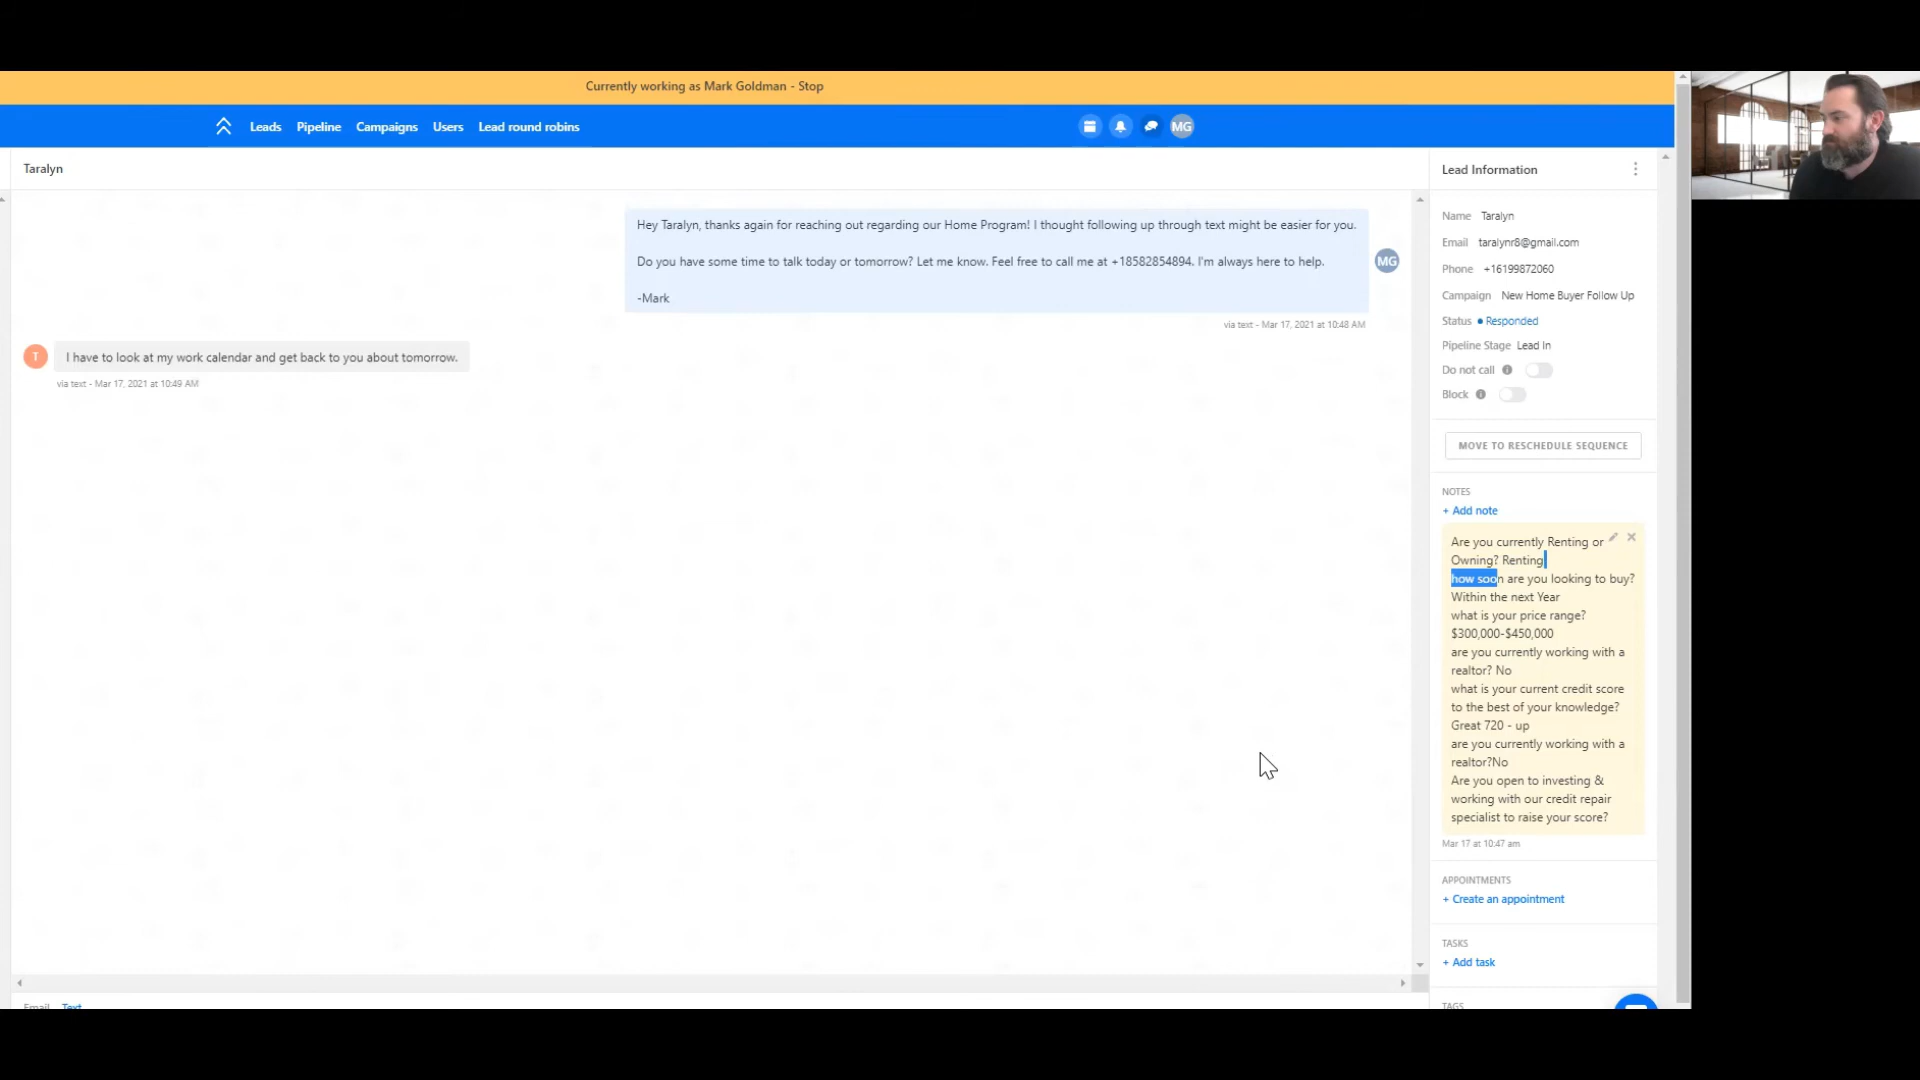 Currently working as Mark Goldman - Stop
Leads Pipeline Campaigns Users Lead round robins
MG
Taralyn
Hey Taralyn, thanks again for reaching out regarding our Home Program! I thought following up through text might be easier for you.
Do you have some time to talk today or tomorrow? Let me know. Feel free to call me at +18582854894. I'm always here to help.
-Mark
MG
via text - Mar 17, 2021 at 10:48 AM
T
I have to look at my work calendar and get back to you about tomorrow.
via text - Mar 17, 2021 at 10:49 AM
Email Text
Lead Information
Name Taralyn
Email taralynr8@gmail.com
Phone +16199872060
Campaign New Home Buyer Follow Up
Status Responded
Pipeline Stage Lead In
Do not call
Block
MOVE TO RESCHEDULE SEQUENCE
NOTES
+ Add note
Are you currently Renting or
Owning? Renting
how soon are you looking to buy?
Within the next Year
what is your price range?
$300,000-$450,000
are you currently working with a
realtor? No
what is your current credit score
to the best of your knowledge?
Great 720 - up
are you currently working with a
realtor?No
Are you open to investing &
working with our credit repair
specialist to raise your score?
Mar 17 at 10:47 am
APPOINTMENTS
+ Create an appointment
TASKS
+ Add task
TAGS